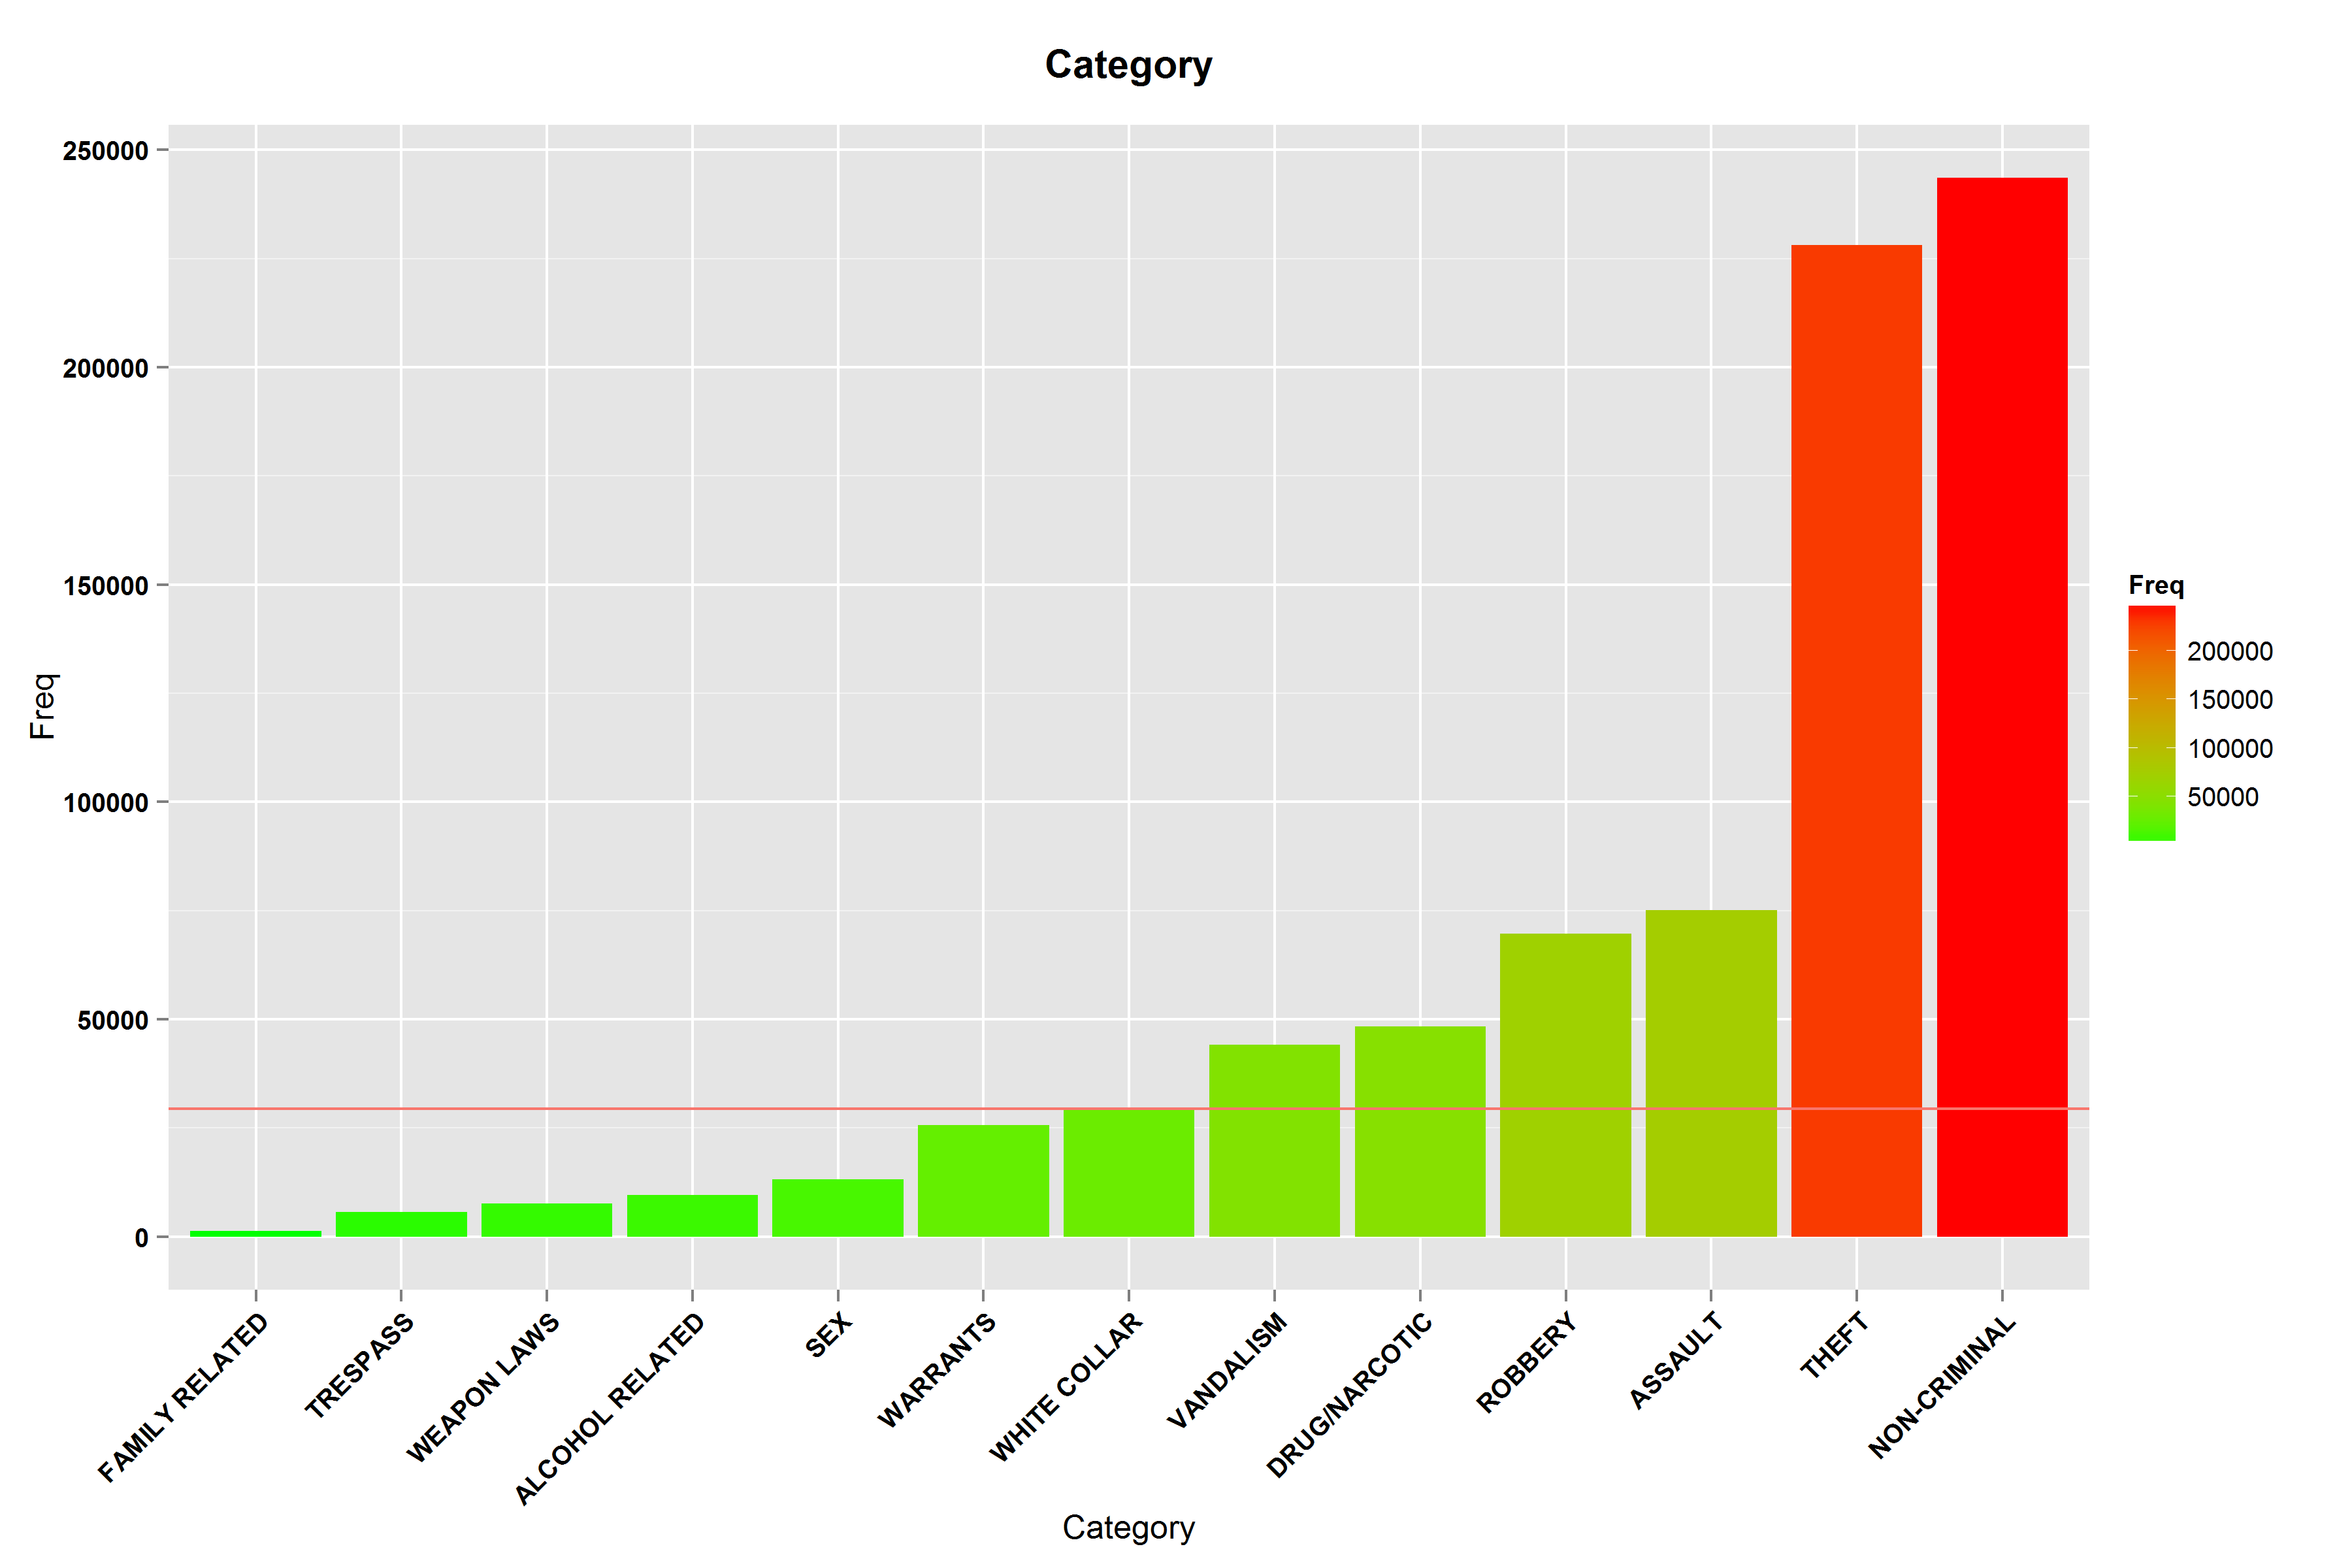 Category
250000
200000
150000
100000
50000
0
Freq
FAMILY RELATED
TRESPASS
WEAPON LAWS
ALCOHOL RELATED
SEX
WARRANTS
WHITE COLLAR
VANDALISM
DRUG/NARCOTIC
ROBBERY
ASSAULT
THEFT
NON-CRIMINAL
Category
Freq
200000
150000
100000
50000